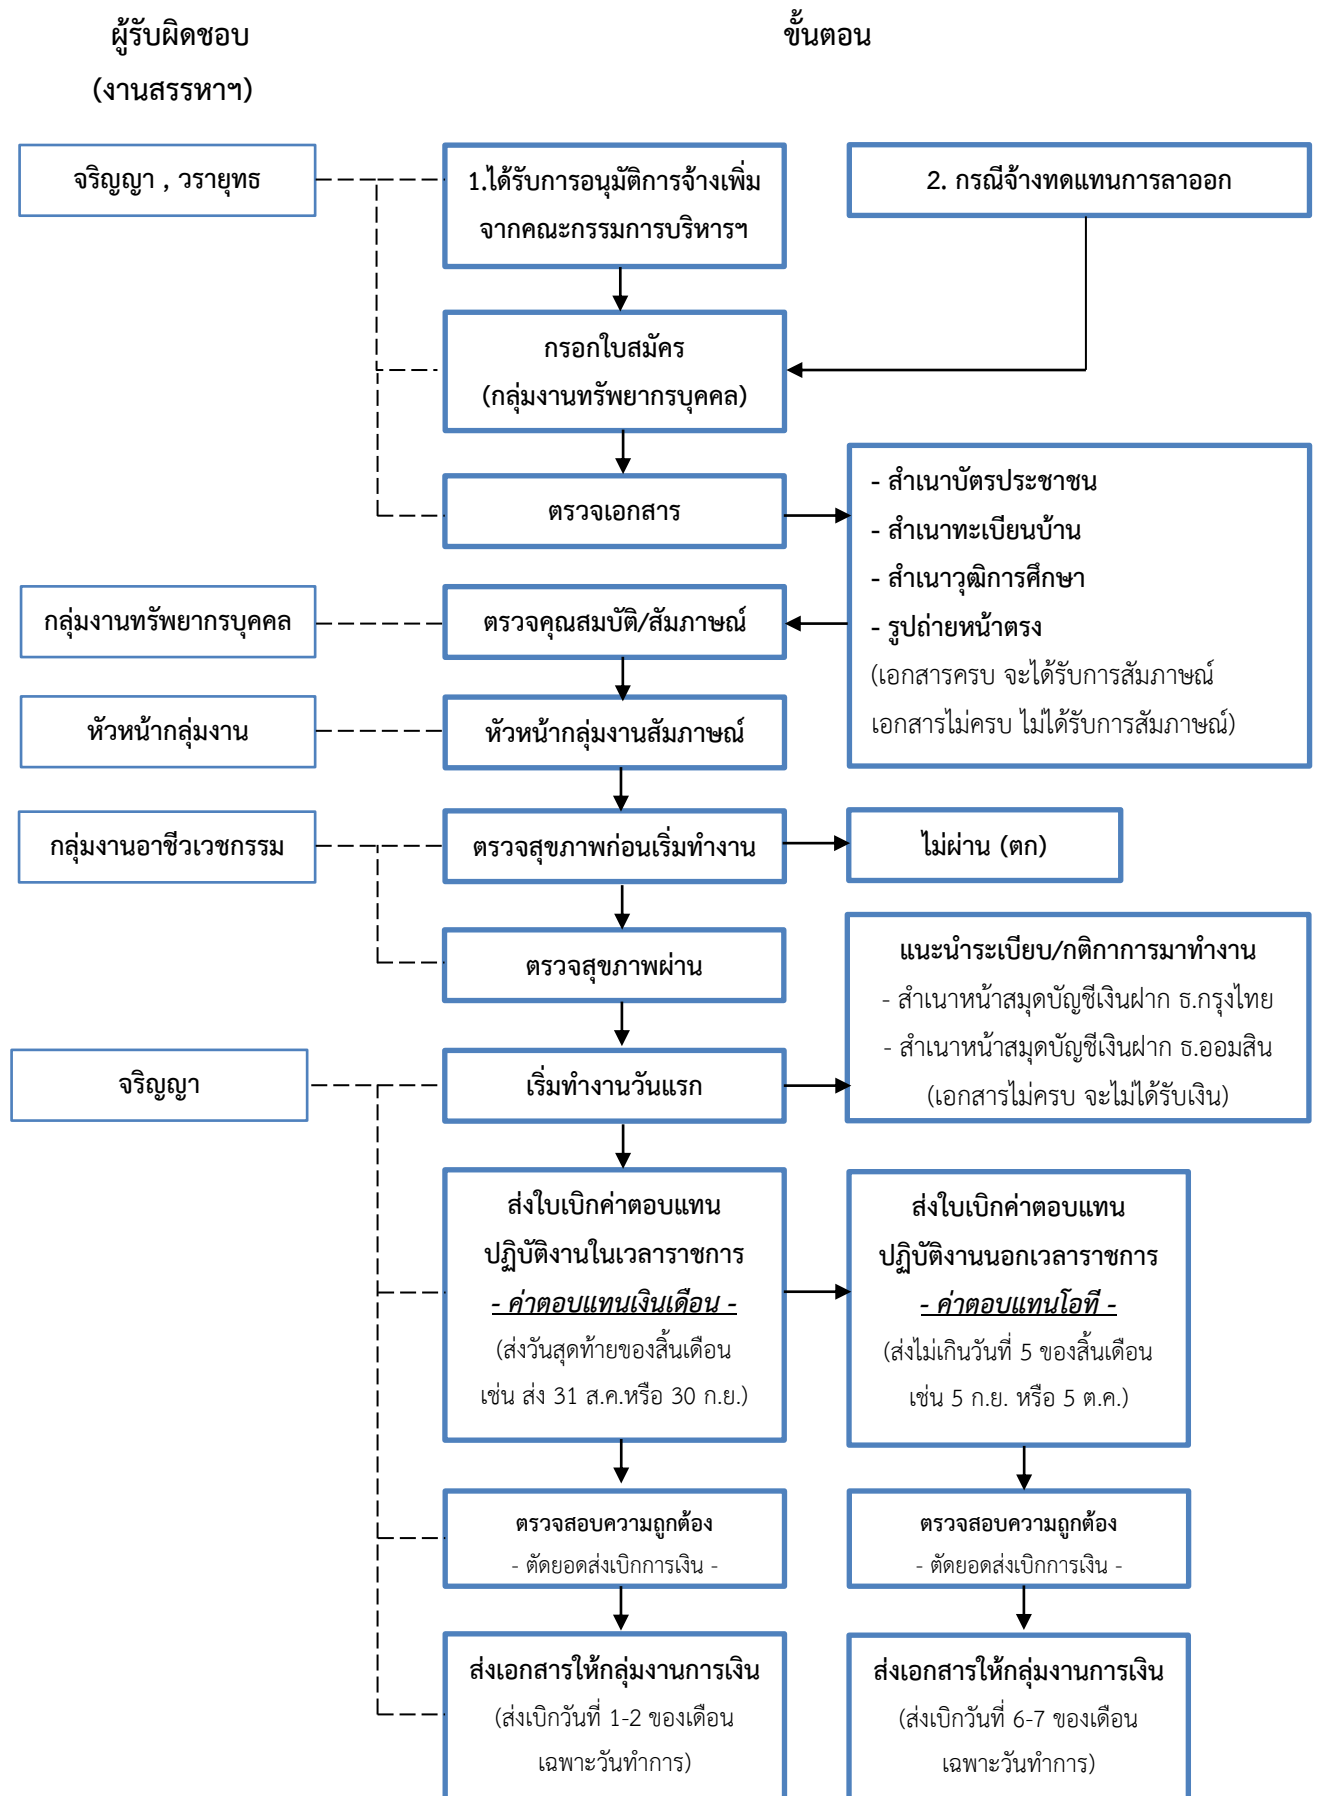 ผู้รับผิดชอบ
(งานสรรหาฯ)
ขั้นตอน
จริญญา , วรายุทธ
1.ได้รับการอนุมัติการจ้างเพิ่ม
จากคณะกรรมการบริหารฯ
2. กรณีจ้างทดแทนการลาออก
กรอกใบสมัคร
(กลุ่มงานทรัพยากรบุคคล)
ตรวจเอกสาร
- สำเนาบัตรประชาชน
- สำเนาทะเบียนบ้าน
- สำเนาวุฒิการศึกษา
- รูปถ่ายหน้าตรง
(เอกสารครบ จะได้รับการสัมภาษณ์
เอกสารไม่ครบ ไม่ได้รับการสัมภาษณ์)
กลุ่มงานทรัพยากรบุคคล
ตรวจคุณสมบัติ/สัมภาษณ์
หัวหน้ากลุ่มงาน
หัวหน้ากลุ่มงานสัมภาษณ์
กลุ่มงานอาชีวเวชกรรม
ตรวจสุขภาพก่อนเริ่มทำงาน
ไม่ผ่าน (ตก)
ตรวจสุขภาพผ่าน
แนะนำระเบียบ/กติกาการมาทำงาน
- สำเนาหน้าสมุดบัญชีเงินฝาก ธ.กรุงไทย
- สำเนาหน้าสมุดบัญชีเงินฝาก ธ.ออมสิน
(เอกสารไม่ครบ จะไม่ได้รับเงิน)
จริญญา
เริ่มทำงานวันแรก
ส่งใบเบิกค่าตอบแทน
ปฏิบัติงานในเวลาราชการ
- ค่าตอบแทนเงินเดือน -
(ส่งวันสุดท้ายของสิ้นเดือน
เช่น ส่ง 31 ส.ค.หรือ 30 ก.ย.)
ส่งใบเบิกค่าตอบแทน
ปฏิบัติงานนอกเวลาราชการ
- ค่าตอบแทนโอที -
(ส่งไม่เกินวันที่ 5 ของสิ้นเดือน
เช่น 5 ก.ย. หรือ 5 ต.ค.)
ตรวจสอบความถูกต้อง
- ตัดยอดส่งเบิกการเงิน -
ตรวจสอบความถูกต้อง
- ตัดยอดส่งเบิกการเงิน -
ส่งเอกสารให้กลุ่มงานการเงิน
(ส่งเบิกวันที่ 1-2 ของเดือน
เฉพาะวันทำการ)
ส่งเอกสารให้กลุ่มงานการเงิน
(ส่งเบิกวันที่ 6-7 ของเดือน
เฉพาะวันทำการ)